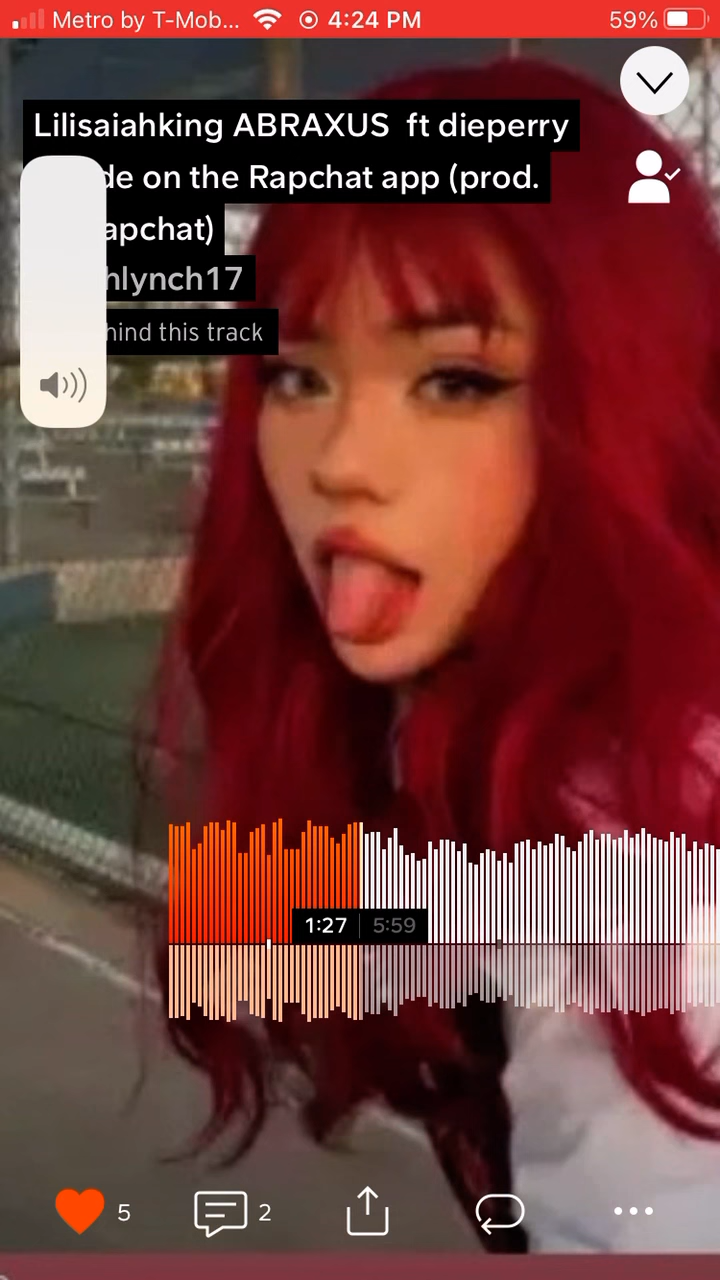 Metro by T-Mob... 4:24 PM 59%
Lilisaiahking ABRAXUS ft dieperry
de on the Rapchat app (prod.
apchat)
hlynch17
hind this track
1:27 5:59
5 2